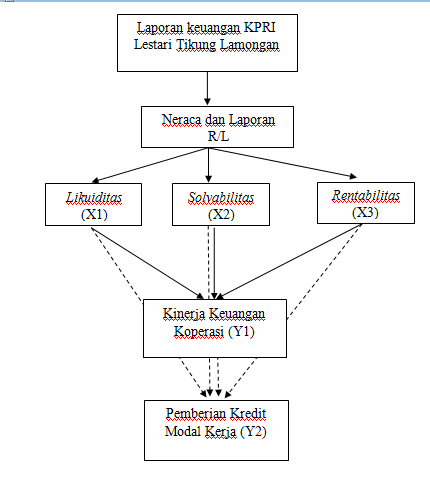 Laporan keuangan KPRI
Lestari Tikung Lamongan
Neraca dan Laporan
R/L
Likuiditas
(X1)
Solvabilitas
(X2)
Rentabilitas
(X3)
Kinerja Keuangan
Koperasi (Y1)
Pemberian Kredit
Modal Kerja (Y2)